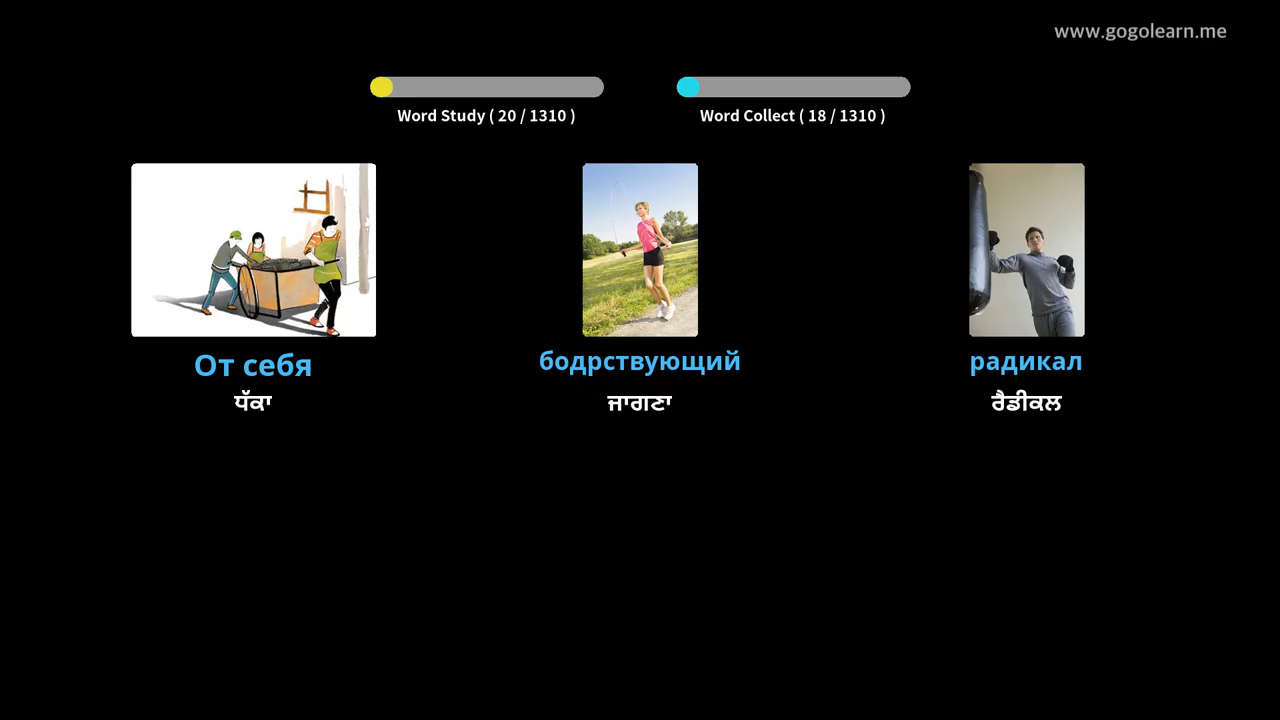 www.gogolearn.me
Word Study ( 20 / 1310 )
Word Collect ( 18 / 1310 )
От себя
бодрствующий
радикал
ਧੱਕਾ
ਜਾਗਣਾ
ਰੈਡੀਕਲ